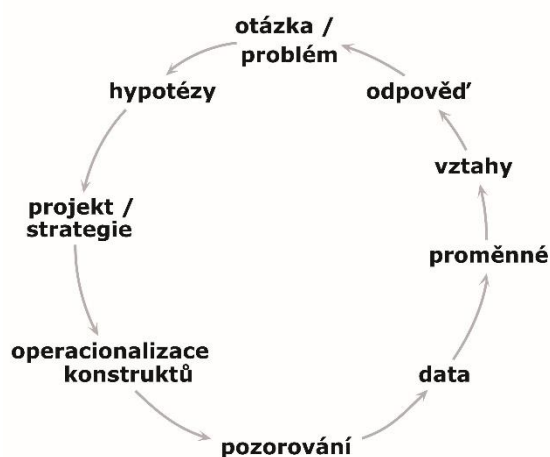 otázka /
problém
hypotézy
odpověď
vztahy
projekt /
strategie
proměnné
operacionalizace
konstruktů
data
pozorování